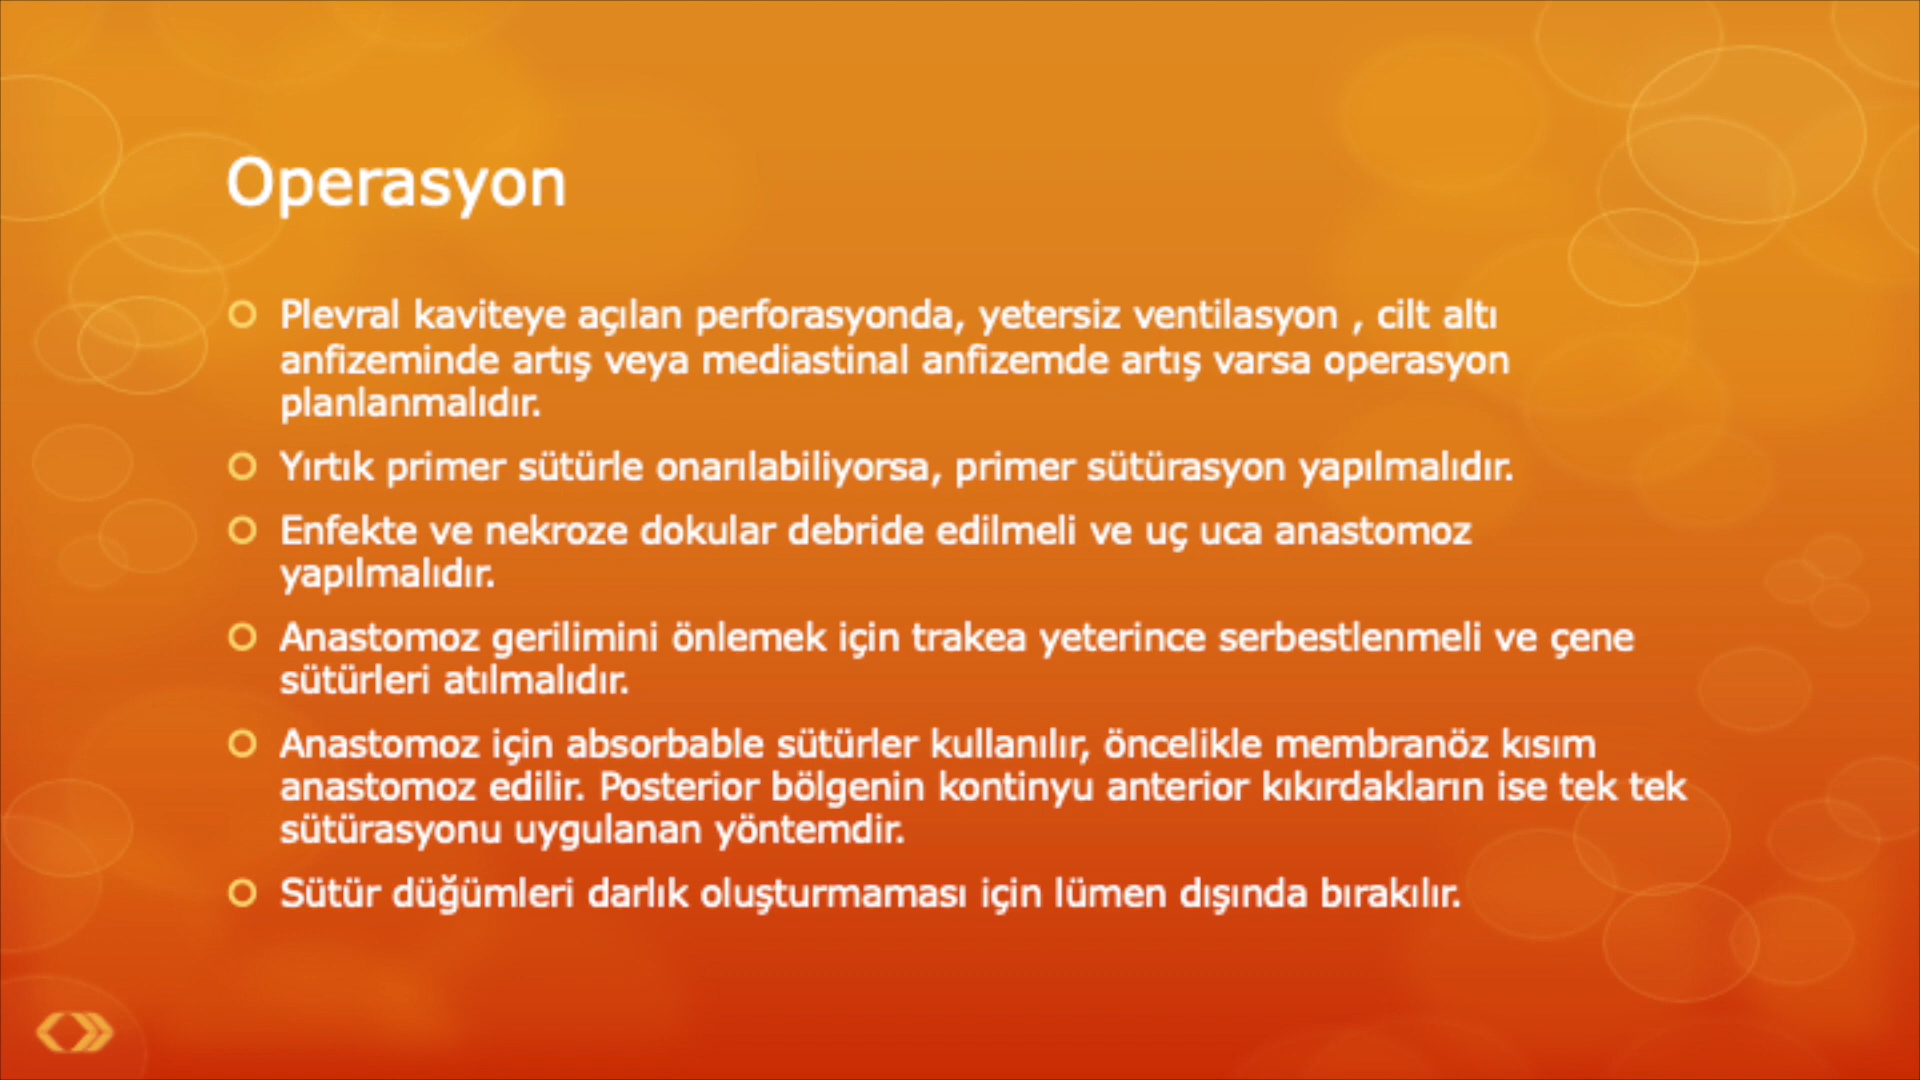 Operasyon
Plevral kaviteye açılan perforasyonda, yetersiz ventilasyon , cilt altı
anfizeminde artış veya mediastinal anfizemde artış varsa operasyon
planlanmalıdır.
Yırtık primer sütürle onarılabiliyorsa, primer sütürasyon yapılmalıdır.
Enfekte ve nekroze dokular debride edilmeli ve uç uca anastomoz
yapılmalıdır.
Anastomoz gerilimini önlemek için trakea yeterince serbestlenmeli ve çene
sütürleri atılmalıdır.
Anastomoz için absorbable sütürler kullanılır, öncelikle membranöz kısım
anastomoz edilir. Posterior bölgenin kontinyu anterior kıkırdakların ise tek tek
sütürasyonu uygulanan yöntemdir.
Sütür düğümleri darlık oluşturmaması için lümen dışında bırakılır.